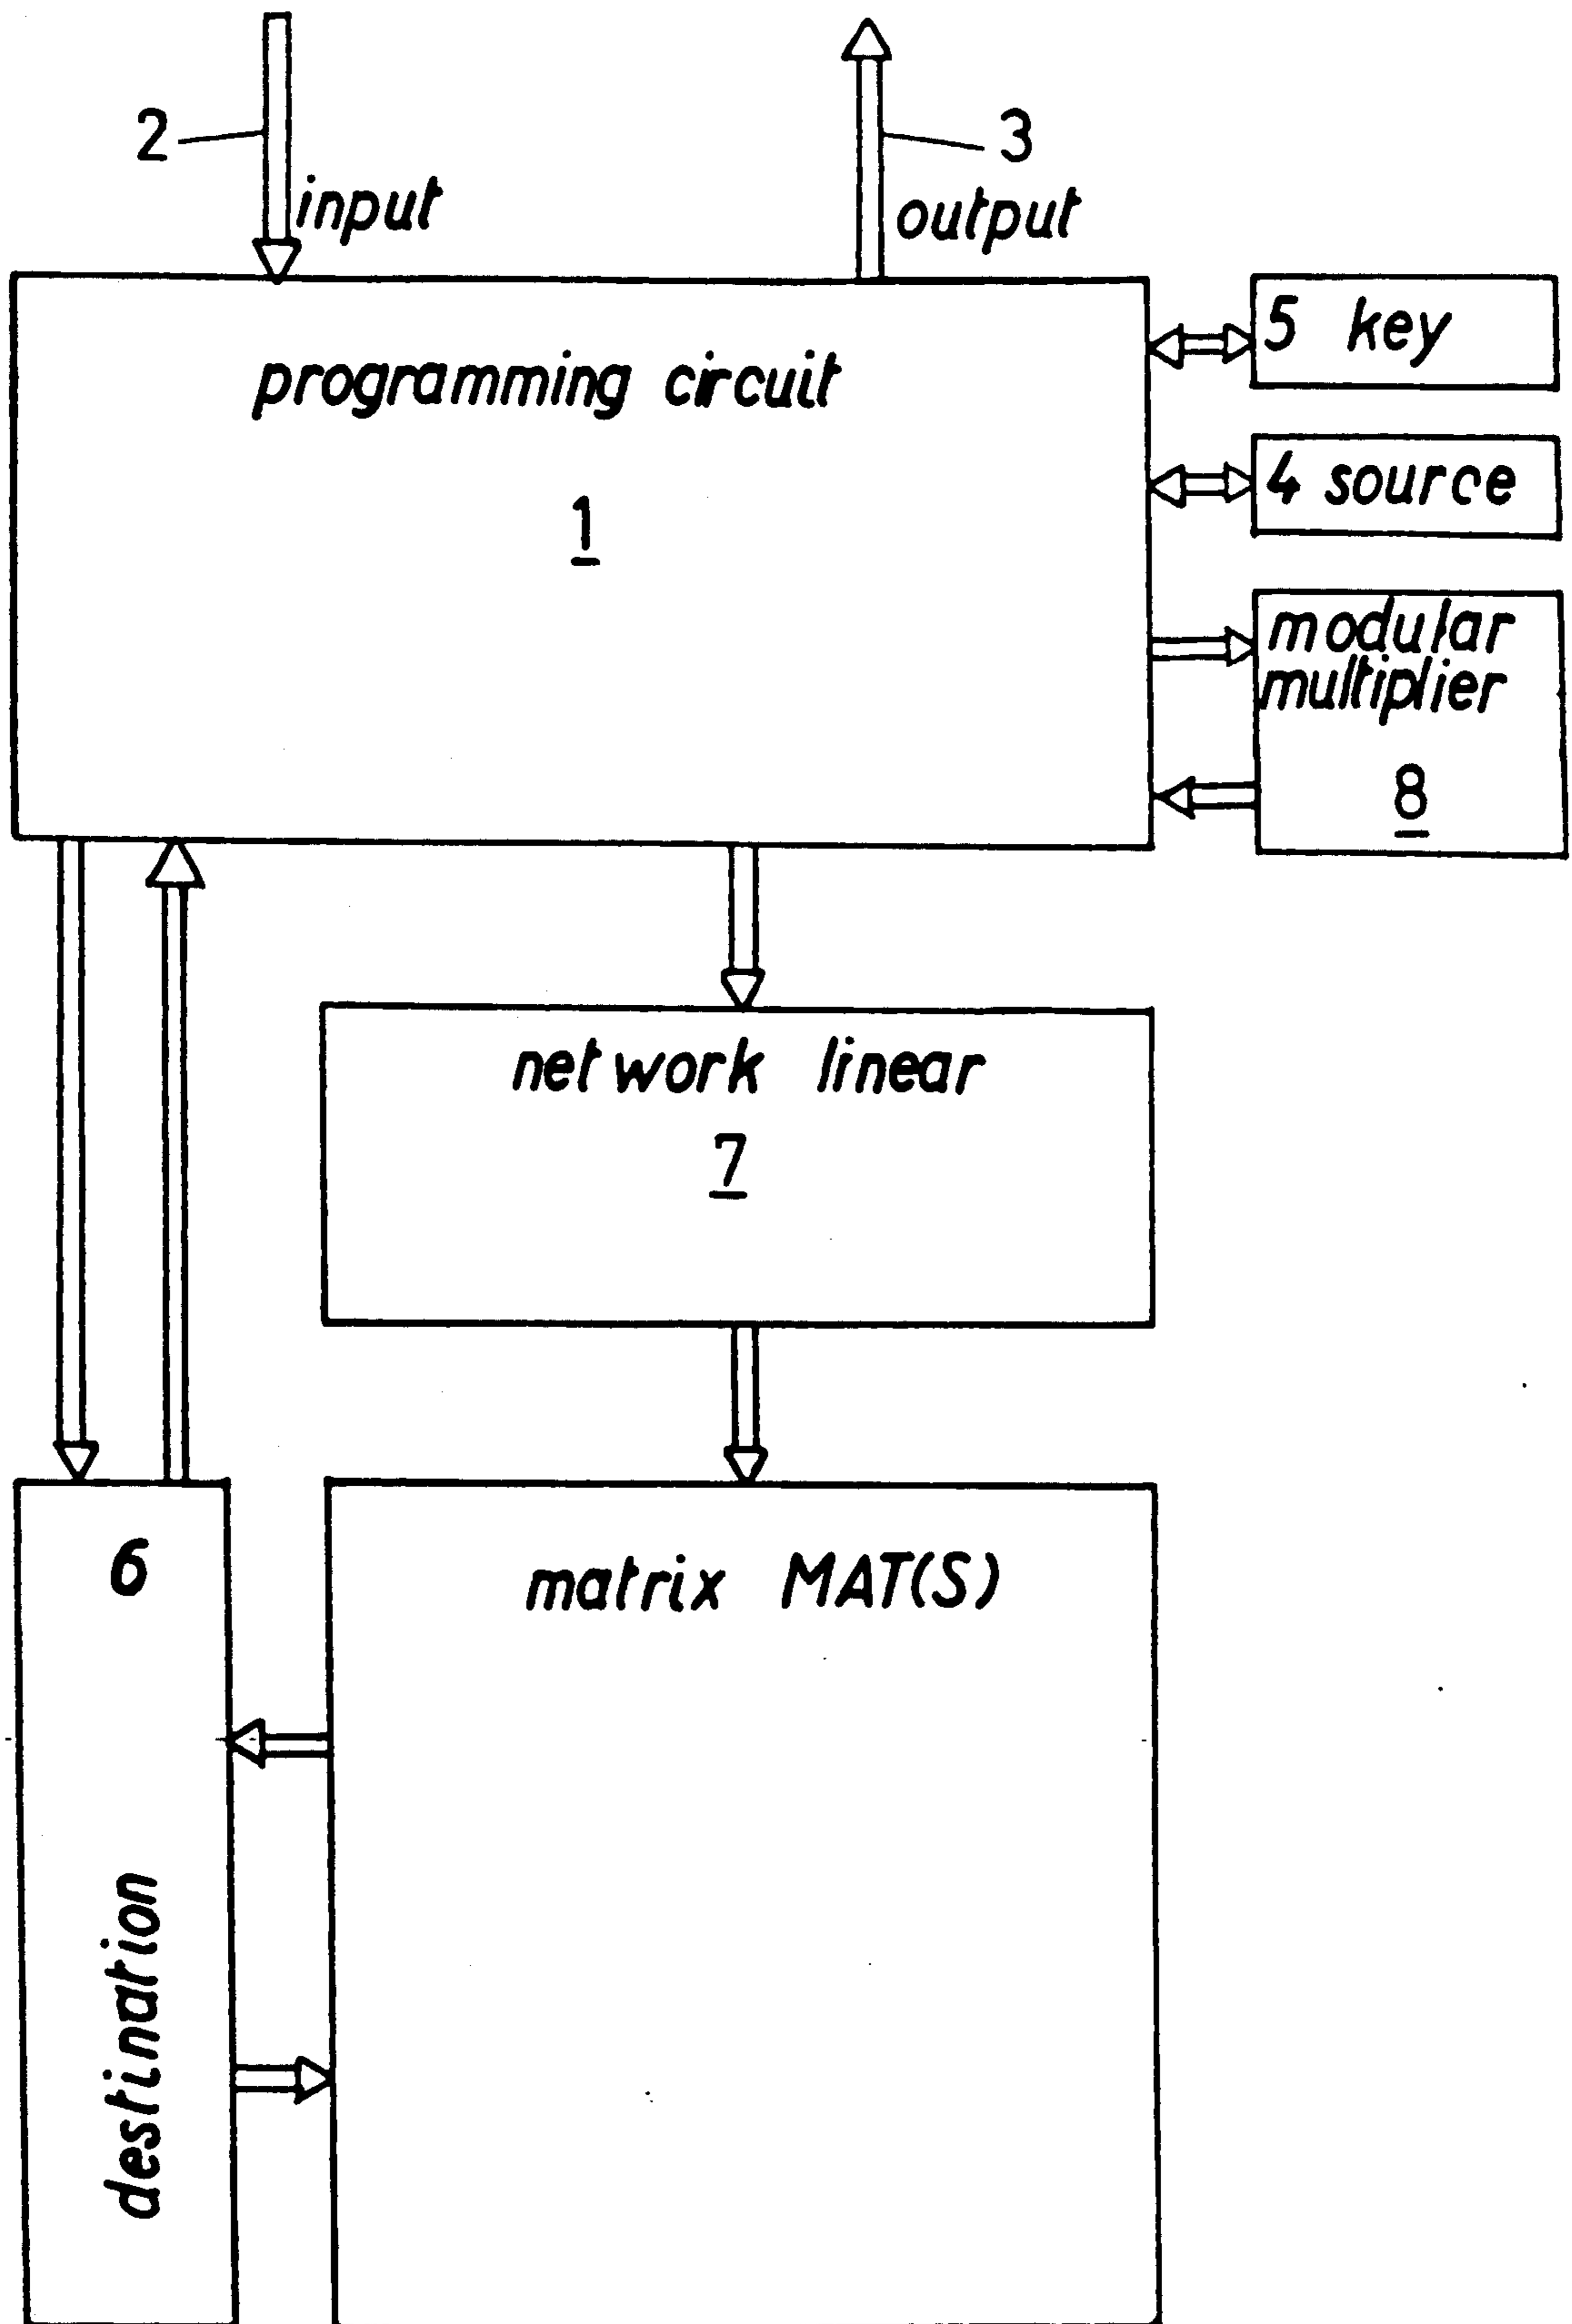 2
input
3
output
programming circuit
1
5 key
4 source
modular
multiplier
8
network linear
7
6
destination
matrix MAT(S)